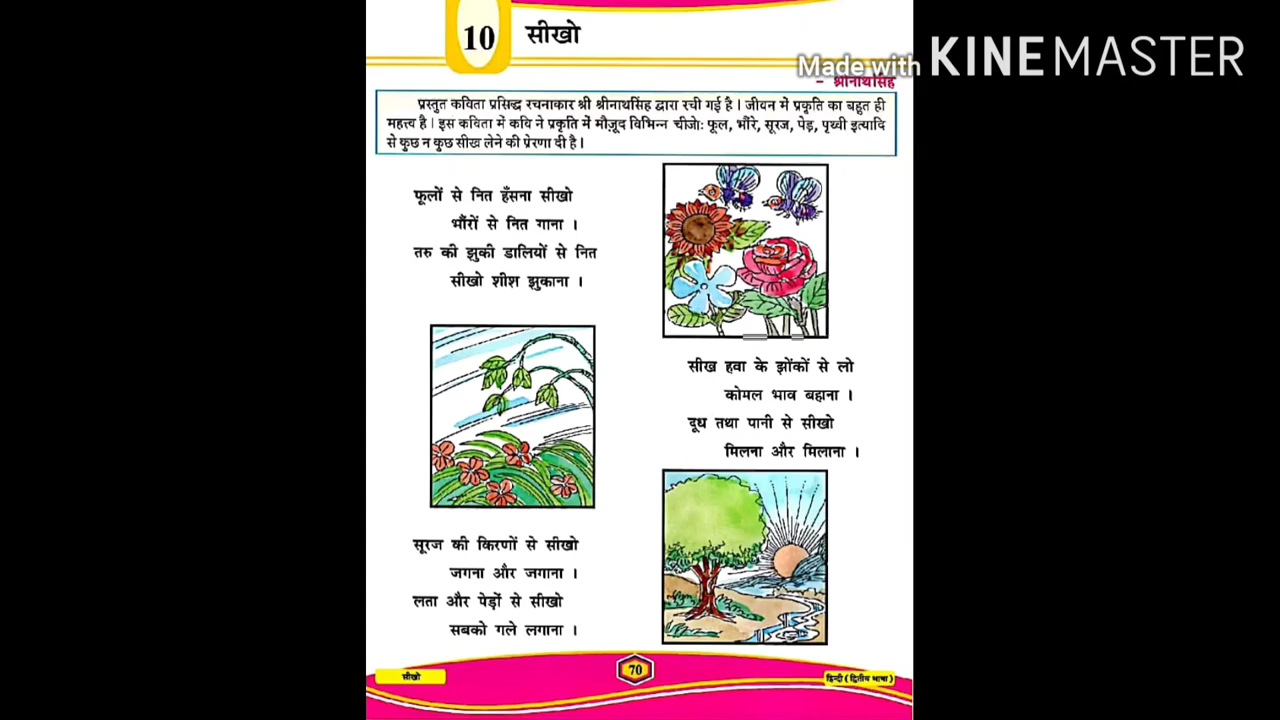 10 सीखो
Made with KINEMASTER
– श्रीनाथसिंह
प्रस्तुत कविता प्रसिद्ध रचनाकार श्री श्रीनाथसिंह द्वारा रची गई है । जीवन में प्रकृति का बहुत ही
महत्त्व है । इस कविता में कवि ने प्रकृति में मौजूद विभिन्न चीजोः फूल, भौंरे, सूरज, पेड़, पृथ्वी इत्यादि
से कुछ न कुछ सीख लेने की प्रेरणा दी है ।
फूलों से नित हँसना सीखो
भौंरों से नित गाना ।
तरु की झुकी डालियों से नित
सीखो शीश झुकाना ।
सीख हवा के झोंकों से लो
कोमल भाव बहाना ।
दूध तथा पानी से सीखो
मिलना और मिलाना ।
सूरज की किरणों से सीखो
जगना और जगाना ।
लता और पेड़ों से सीखो
सबको गले लगाना ।
सीखो
70
हिन्दी (द्वितीय भाषा)